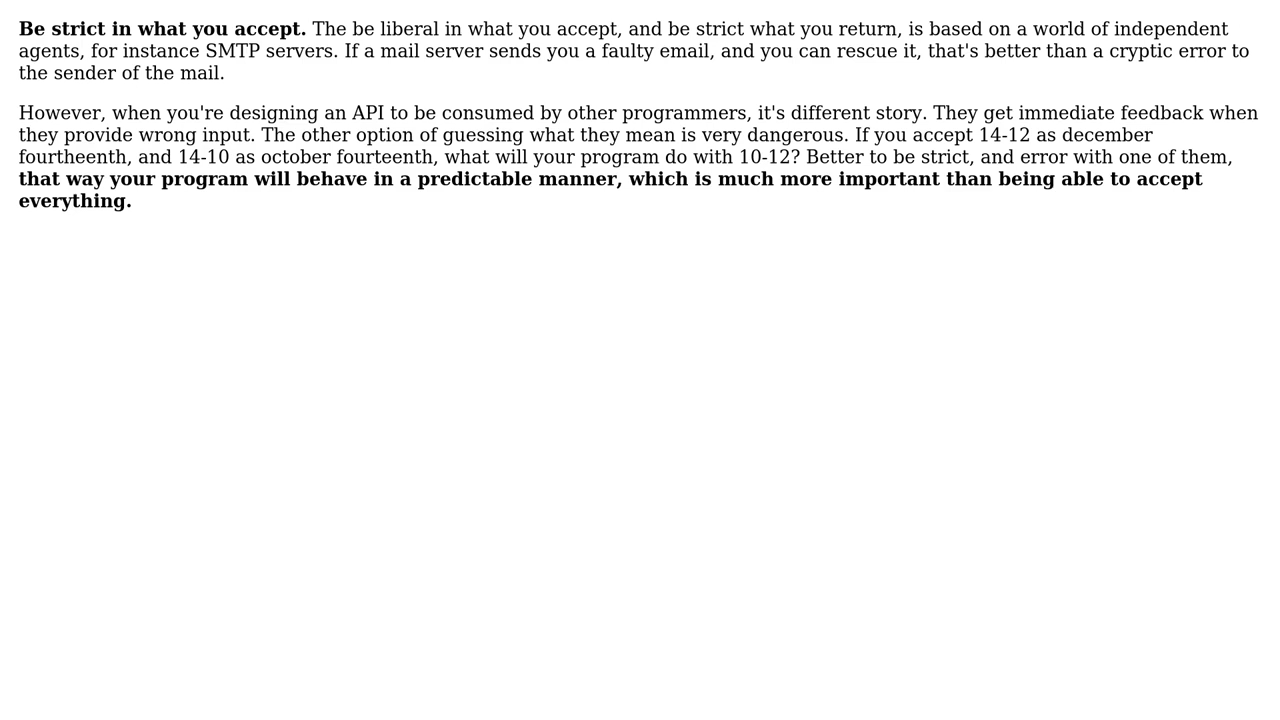 Be strict in what you accept. The be liberal in what you accept, and be strict what you return, is based on a world of independent
agents, for instance SMTP servers. If a mail server sends you a faulty email, and you can rescue it, that's better than a cryptic error to
the sender of the mail.
However, when you're designing an API to be consumed by other programmers, it's different story. They get immediate feedback when
they provide wrong input. The other option of guessing what they mean is very dangerous. If you accept 14-12 as december
fourtheenth, and 14-10 as october fourteenth, what will your program do with 10-12? Better to be strict, and error with one of them,
that way your program will behave in a predictable manner, which is much more important than being able to accept
everything.